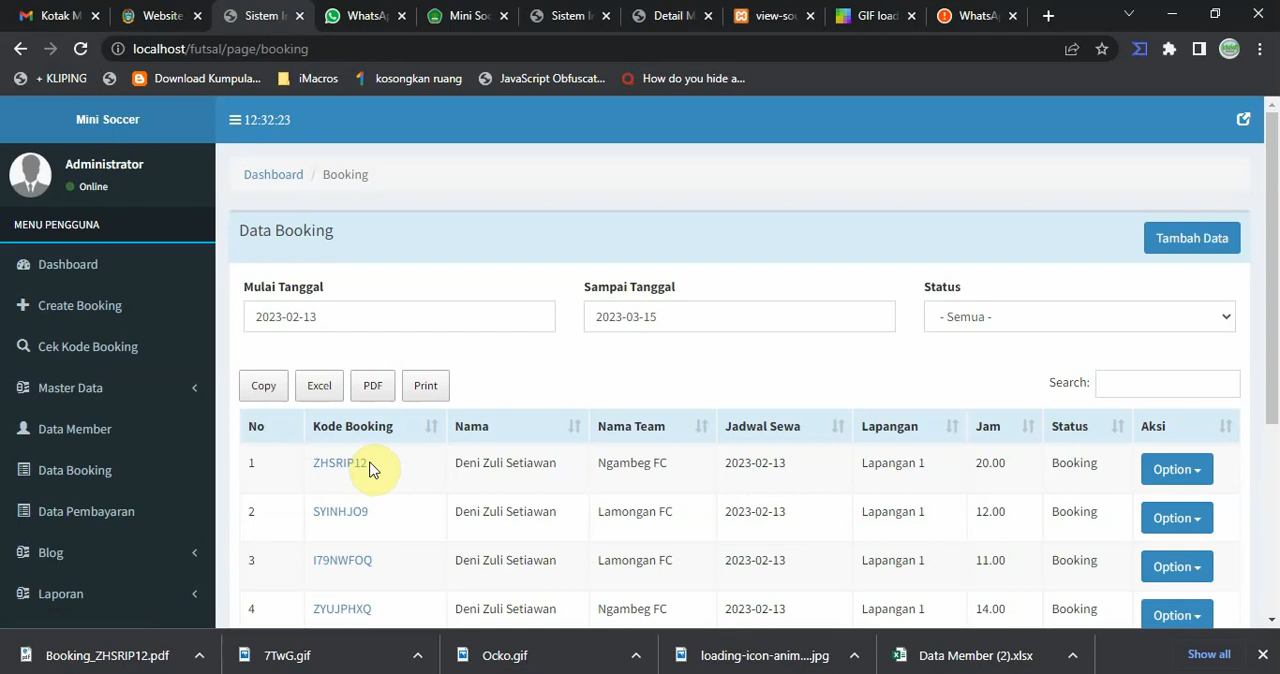 Kotak M
Website
Sistem I
WhatsA
Mini So
Sistem In
Detail M
view-sou
GIF load
WhatsA
localhost/futsal/page/booking
+ KLIPING
Download Kumpula...
iMacros
kosongkan ruang
JavaScript Obfuscat...
How do you hide a...
Mini Soccer
12:32:23
Administrator
Online
Dashboard / Booking
MENU PENGGUNA
Data Booking
Tambah Data
Dashboard
Create Booking
Cek Kode Booking
Master Data
Data Member
Data Booking
Data Pembayaran
Blog
Laporan
Mulai Tanggal Sampai Tanggal Status
2023-02-13 2023-03-15 - Semua -
Copy Excel PDF Print
Search:
No Kode Booking Nama Nama Team Jadwal Sewa Lapangan Jam Status Aksi
1 ZHSRIP12 Deni Zuli Setiawan Ngambeg FC 2023-02-13 Lapangan 1 20.00 Booking Option
2 SYINHJO9 Deni Zuli Setiawan Lamongan FC 2023-02-13 Lapangan 1 12.00 Booking Option
3 I79NWFOQ Deni Zuli Setiawan Lamongan FC 2023-02-13 Lapangan 1 11.00 Booking Option
4 ZYUJPHXQ Deni Zuli Setiawan Ngambeg FC 2023-02-13 Lapangan 1 14.00 Booking Option
Booking_ZHSRIP12.pdf
7TwG.gif
Ocko.gif
loading-icon-anim....jpg
Data Member (2).xlsx
Show all